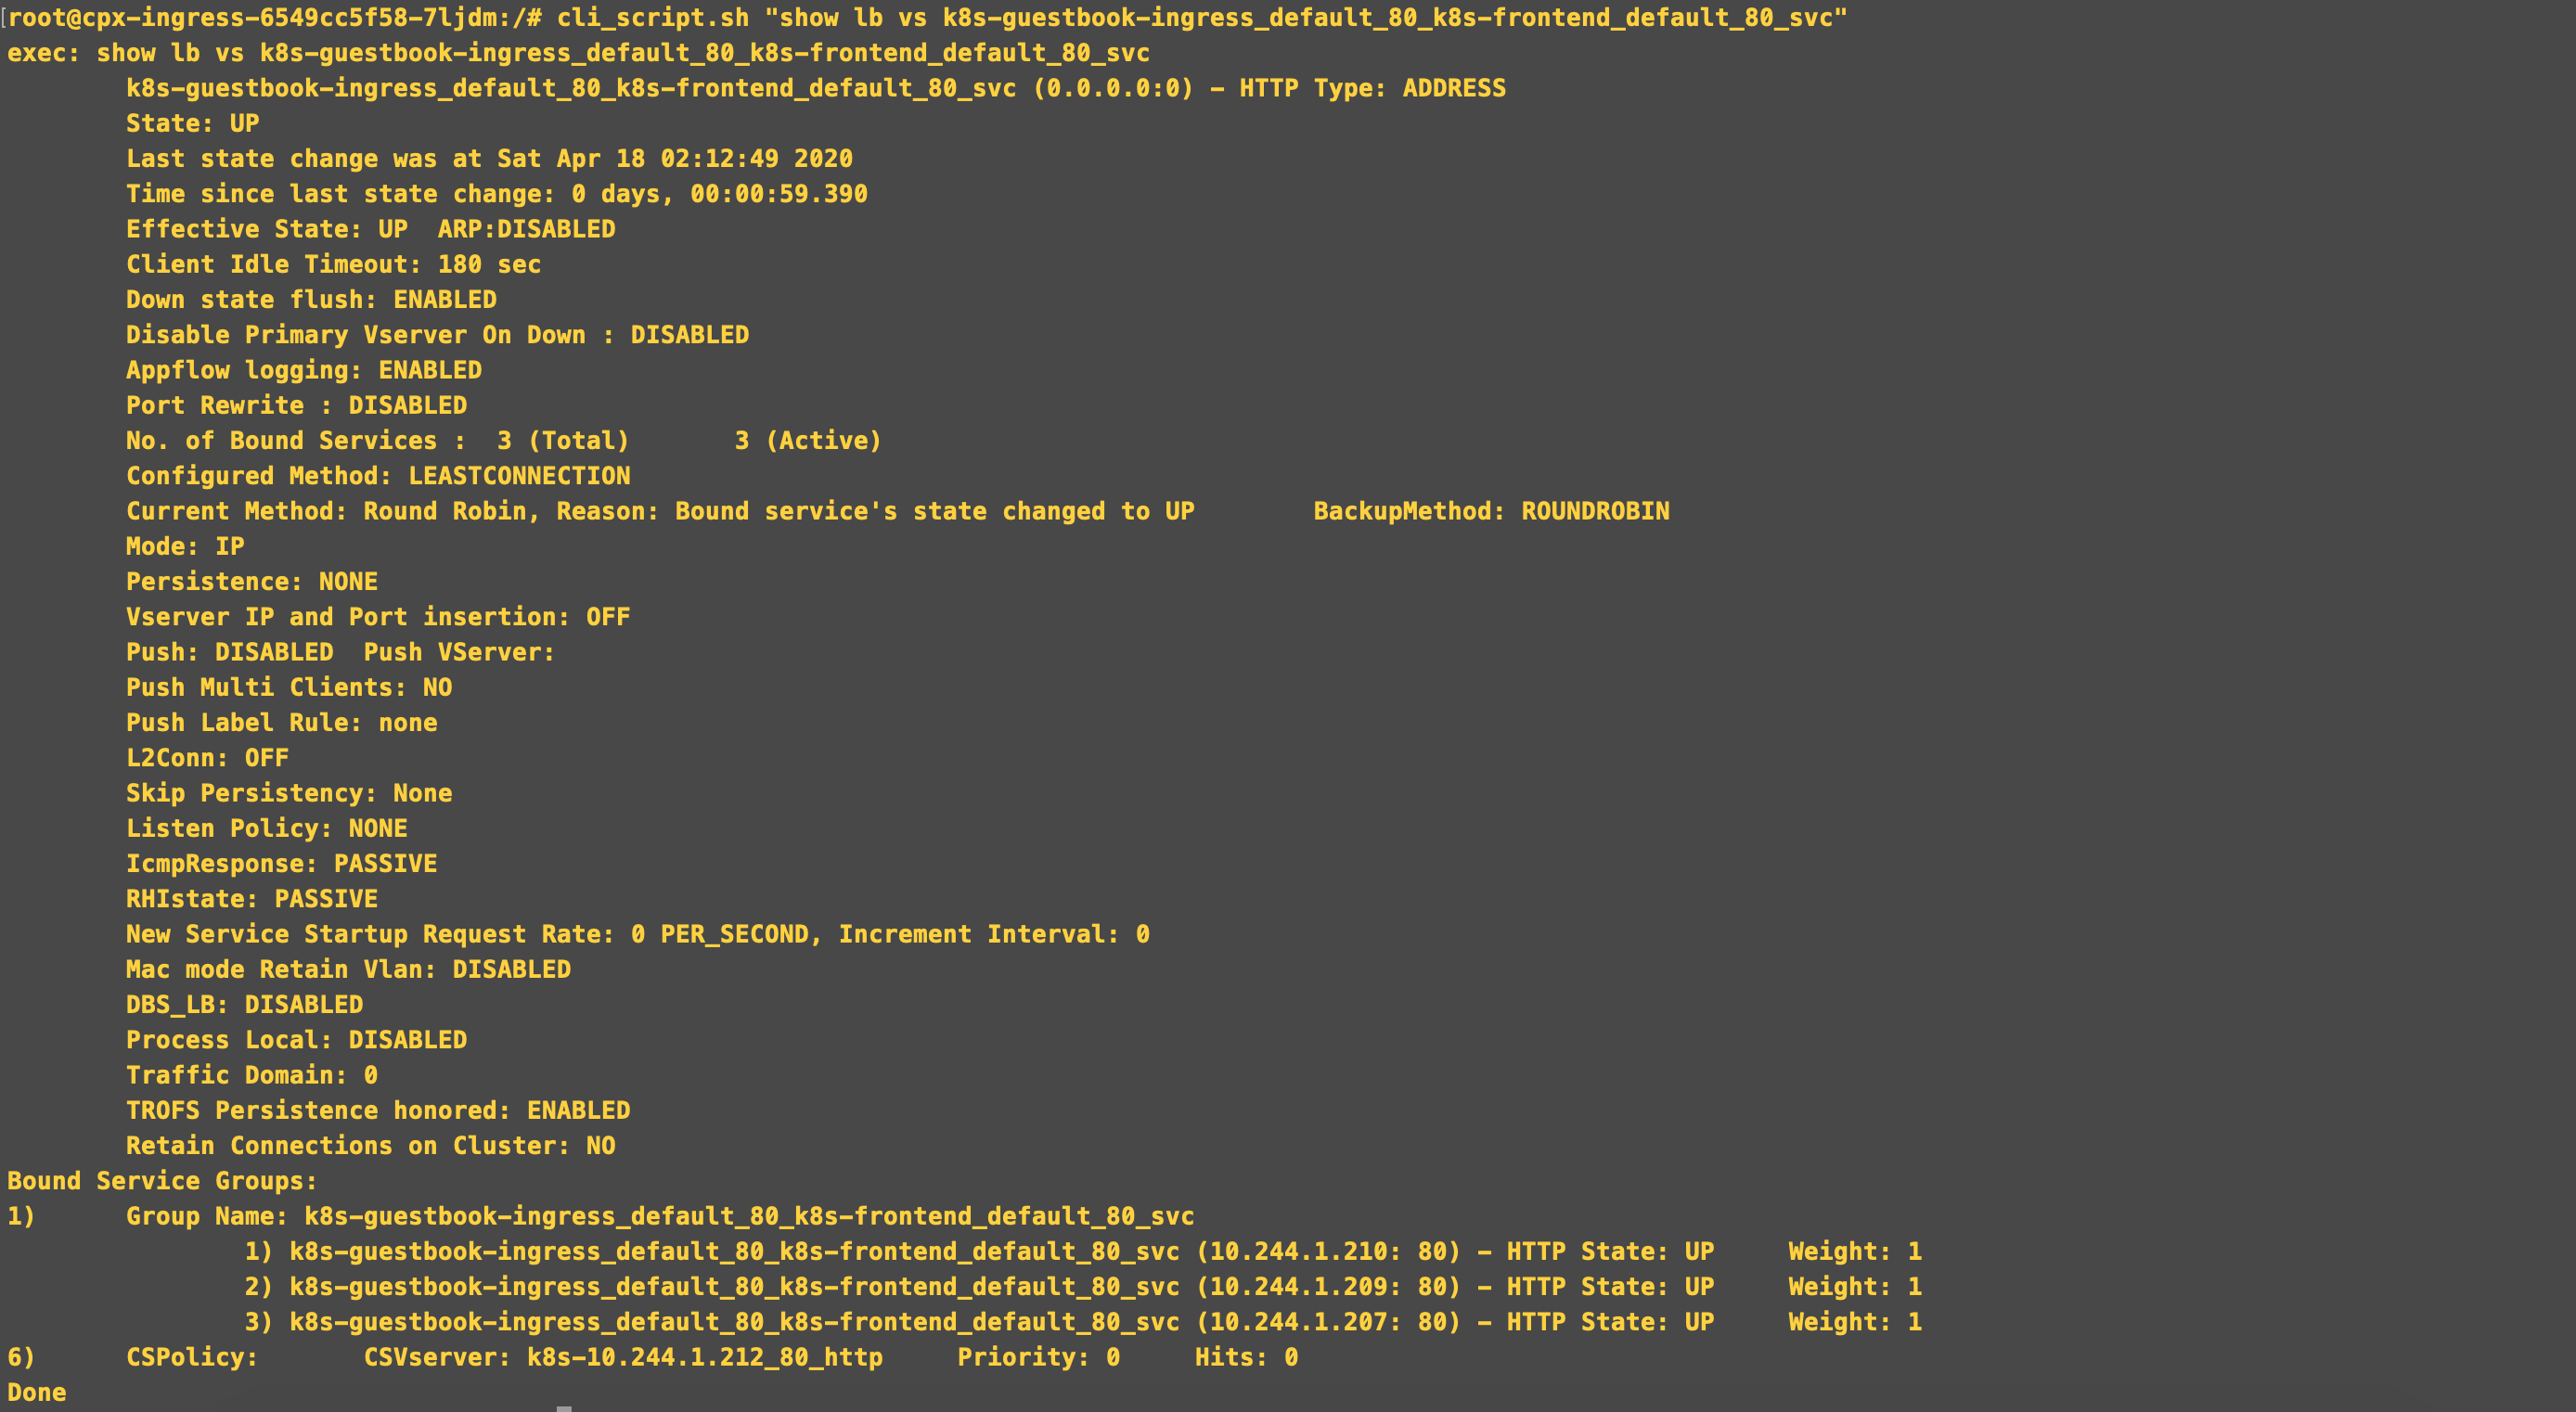 [root@cpx-ingress-6549cc5f58-7ljdm:/# cli_script.sh "show lb vs k8s-guestbook-ingress_default_80_k8s-frontend_default_80_svc"
exec: show lb vs k8s-guestbook-ingress_default_80_k8s-frontend_default_80_svc
k8s-guestbook-ingress_default_80_k8s-frontend_default_80_svc (0.0.0.0:0) - HTTP Type: ADDRESS
State: UP
Last state change was at Sat Apr 18 02:12:49 2020
Time since last state change: 0 days, 00:00:59.390
Effective State: UP  ARP:DISABLED
Client Idle Timeout: 180 sec
Down state flush: ENABLED
Disable Primary Vserver On Down : DISABLED
Appflow logging: ENABLED
Port Rewrite : DISABLED
No. of Bound Services :  3 (Total)       3 (Active)
Configured Method: LEASTCONNECTION
Current Method: Round Robin, Reason: Bound service's state changed to UP        BackupMethod: ROUNDROBIN
Mode: IP
Persistence: NONE
Vserver IP and Port insertion: OFF
Push: DISABLED  Push VServer:
Push Multi Clients: NO
Push Label Rule: none
L2Conn: OFF
Skip Persistency: None
Listen Policy: NONE
IcmpResponse: PASSIVE
RHIstate: PASSIVE
New Service Startup Request Rate: 0 PER_SECOND, Increment Interval: 0
Mac mode Retain Vlan: DISABLED
DBS_LB: DISABLED
Process Local: DISABLED
Traffic Domain: 0
TROFS Persistence honored: ENABLED
Retain Connections on Cluster: NO
Bound Service Groups:
1)      Group Name: k8s-guestbook-ingress_default_80_k8s-frontend_default_80_svc
1) k8s-guestbook-ingress_default_80_k8s-frontend_default_80_svc (10.244.1.210: 80) - HTTP State: UP     Weight: 1
2) k8s-guestbook-ingress_default_80_k8s-frontend_default_80_svc (10.244.1.209: 80) - HTTP State: UP     Weight: 1
3) k8s-guestbook-ingress_default_80_k8s-frontend_default_80_svc (10.244.1.207: 80) - HTTP State: UP     Weight: 1
6)      CSPolicy:       CSVserver: k8s-10.244.1.212_80_http     Priority: 0     Hits: 0
Done